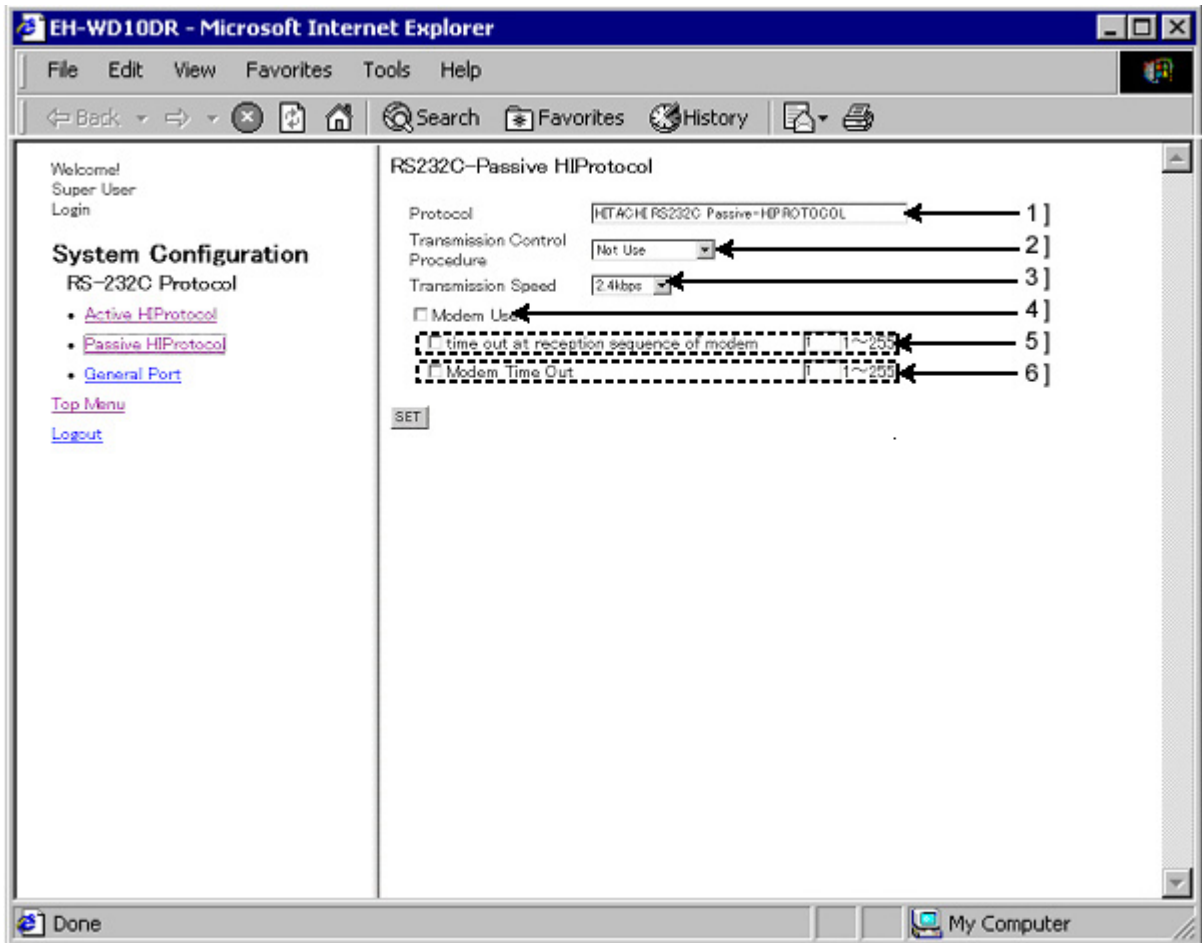 EH-WD10DR - Microsoft Internet Explorer
File Edit View Favorites Tools Help
Back Search Favorites History
Welcome!
Super User
Login
System Configuration
RS-232C Protocol
• Active HIProtocol
• Passive HIProtocol
• General Port
Top Menu
Logout
RS232C-Passive HIProtocol
Protocol HITACHI RS232C Passive-HIPROTOCOL 1]
Transmission Control Procedure Not Use 2]
Transmission Speed 2.4kbps 3]
Modem Use 4]
time out at reception sequence of modem 1 1~255 5]
Modem Time Out 1 1~255 6]
SET
Done My Computer